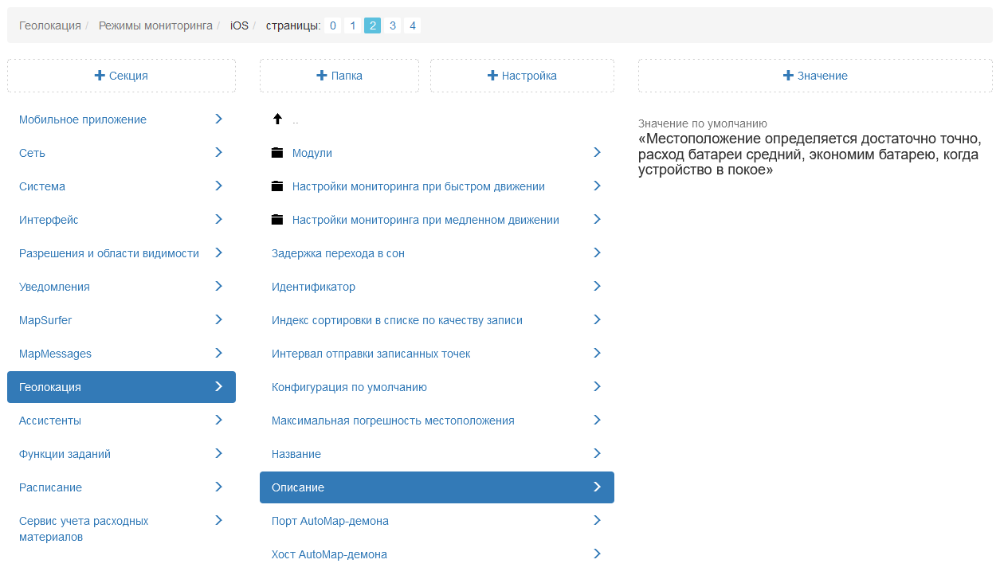 Геолокация / Режимы мониторинга / iOS / страницы: 0 1 2 3 4
Секция
Папка
Настройка
Значение
Мобильное приложение
Сеть
Система
Интерфейс
Разрешения и области видимости
Уведомления
MapSurfer
MapMessages
Геолокация
Ассистенты
Функции заданий
Расписание
Сервис учета расходных
материалов
..
Модули
Настройки мониторинга при быстром движении
Настройки мониторинга при медленном движении
Задержка перехода в сон
Идентификатор
Индекс сортировки в списке по качеству записи
Интервал отправки записанных точек
Конфигурация по умолчанию
Максимальная погрешность местоположения
Название
Описание
Порт AutoMap-демона
Хост AutoMap-демона
Значение по умолчанию
«Местоположение определяется достаточно точно,
расход батареи средний, экономим батарею, когда
устройство в покое»